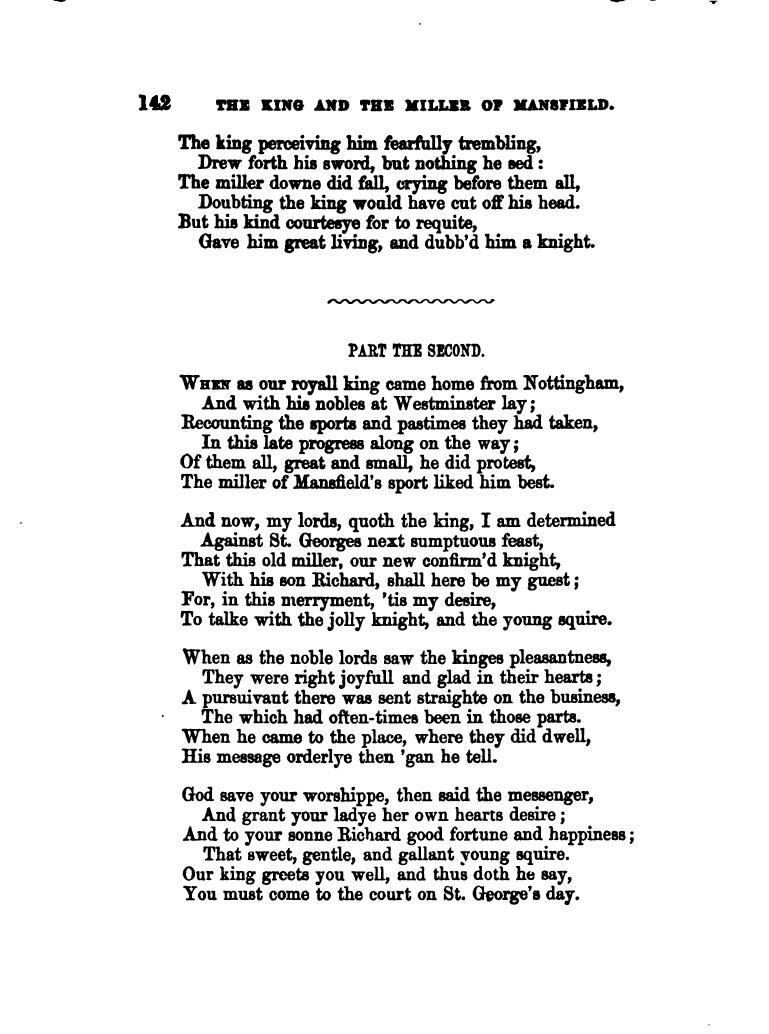 142 THE KING AND THE MILLER OF MANSFIELD.
The king perceiving him fearfully trembling,
Drew forth his sword, but nothing he sed :
The miller downe did fall, crying before them all,
Doubting the king would have cut off his head.
But his kind courtesye for to requite,
Gave him great living, and dubb'd him a knight.
PART THE SECOND.
WHEN as our royall king came home from Nottingham,
And with his nobles at Westminster lay ;
Recounting the sports and pastimes they had taken,
In this late progress along on the way ;
Of them all, great and small, he did protest,
The miller of Mansfield's sport liked him best.
And now, my lords, quoth the king, I am determined
Against St. Georges next sumptuous feast,
That this old miller, our new confirm'd knight,
With his son Richard, shall here be my guest ;
For, in this merryment, 'tis my desire,
To talke with the jolly knight, and the young squire.
When as the noble lords saw the kinges pleasantness,
They were right joyfull and glad in their hearts ;
A pursuivant there was sent straighte on the business,
The which had often-times been in those parts.
When he came to the place, where they did dwell,
His message orderlye then 'gan he tell.
God save your worshippe, then said the messenger,
And grant your ladye her own hearts desire ;
And to your sonne Richard good fortune and happiness ;
That sweet, gentle, and gallant young squire.
Our king greets you well, and thus doth he say,
You must come to the court on St. George's day.